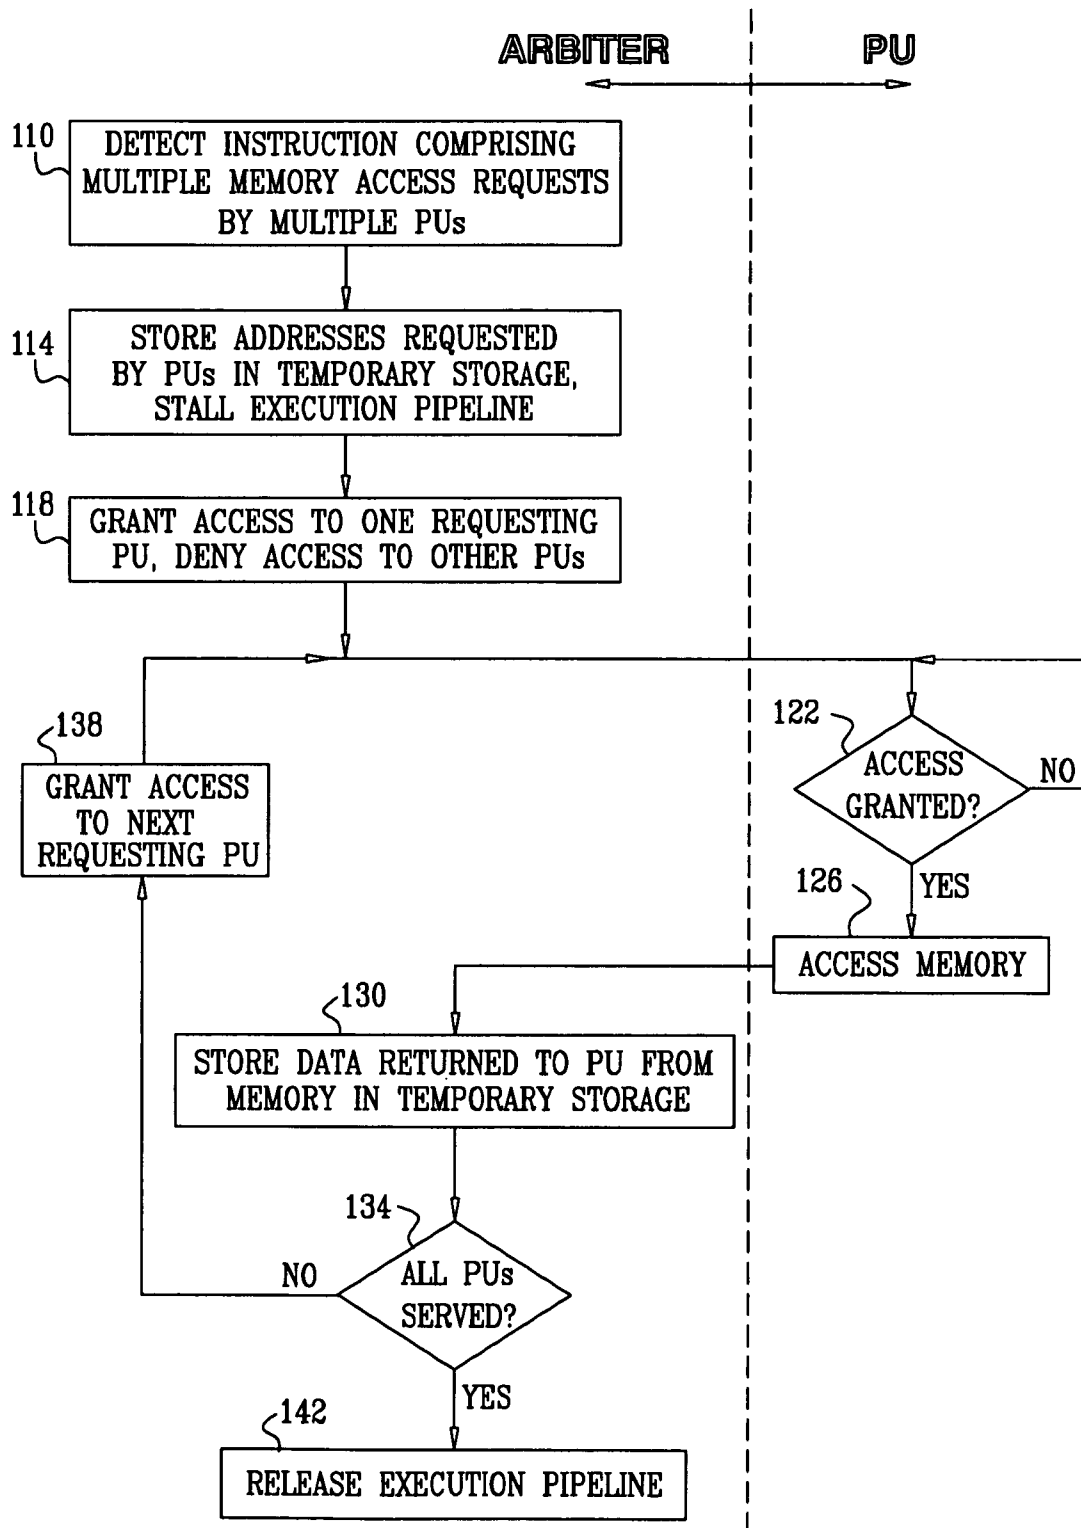 ARBITER PU
110
DETECT INSTRUCTION COMPRISING
MULTIPLE MEMORY ACCESS REQUESTS
BY MULTIPLE PUs
114
STORE ADDRESSES REQUESTED
BY PUs IN TEMPORARY STORAGE,
STALL EXECUTION PIPELINE
118
GRANT ACCESS TO ONE REQUESTING
PU, DENY ACCESS TO OTHER PUs
138
GRANT ACCESS
TO NEXT
REQUESTING PU
122
ACCESS
GRANTED?
NO
YES
126
ACCESS MEMORY
130
STORE DATA RETURNED TO PU FROM
MEMORY IN TEMPORARY STORAGE
134
ALL PUs
SERVED?
NO
YES
142
RELEASE EXECUTION PIPELINE